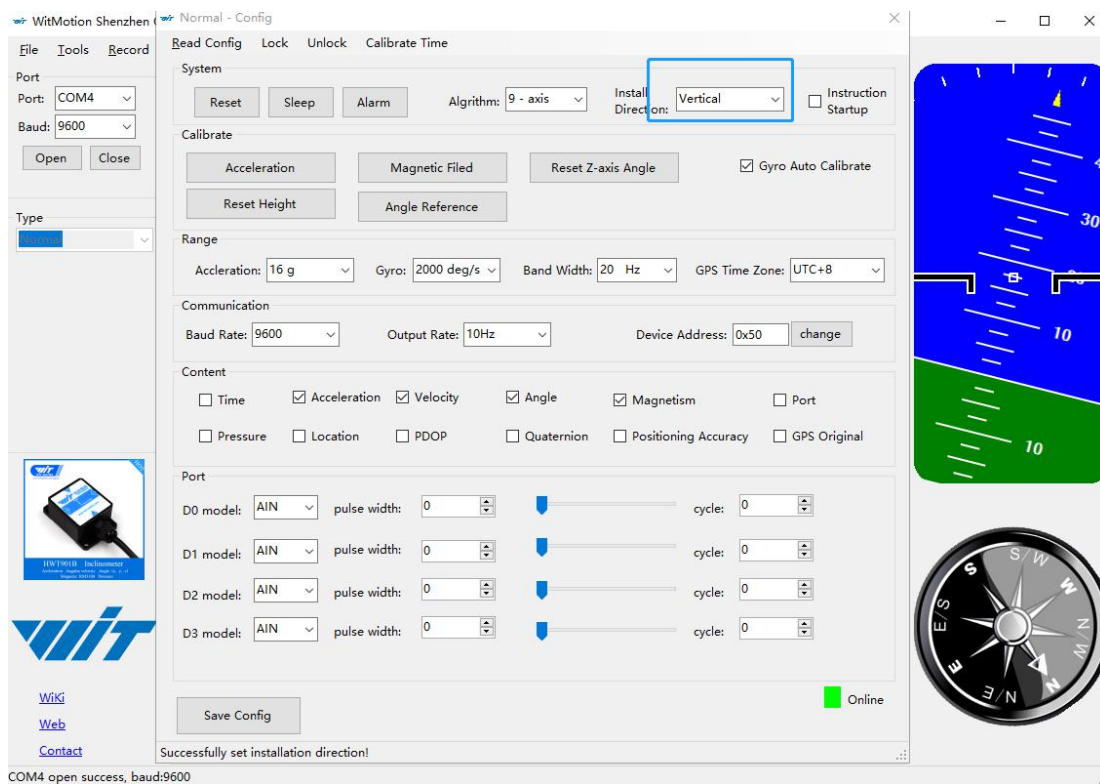 WitMotion Shenzhen
Normal - Config
File Tools Record
Read Config Lock Unlock Calibrate Time
Port
Port: COM4
Baud: 9600
Open Close
Type
Normal
System
Reset Sleep Alarm Algorithm: 9 - axis Install Direction: Vertical Instruction Startup
Calibrate
Acceleration Magnetic Filed Reset Z-axis Angle Gyro Auto Calibrate
Reset Height Angle Reference
Range
Accleration: 16 g Gyro: 2000 deg/s Band Width: 20 Hz GPS Time Zone: UTC+8
Communication
Baud Rate: 9600 Output Rate: 10Hz Device Address: 0x50 change
Content
Time Acceleration Velocity Angle Magnetism Port
Pressure Location PDOP Quaternion Positioning Accuracy GPS Original
Port
D0 model: AIN pulse width: 0 cycle: 0
D1 model: AIN pulse width: 0 cycle: 0
D2 model: AIN pulse width: 0 cycle: 0
D3 model: AIN pulse width: 0 cycle: 0
Save Config
Online
Successfully set installation direction!
HWT901B Inclinometer
WiT
WiKi
Web
Contact
COM4 open success, baud:9600
30
10
10
S
S/W
W
N/W
N
N/E
E
E/S